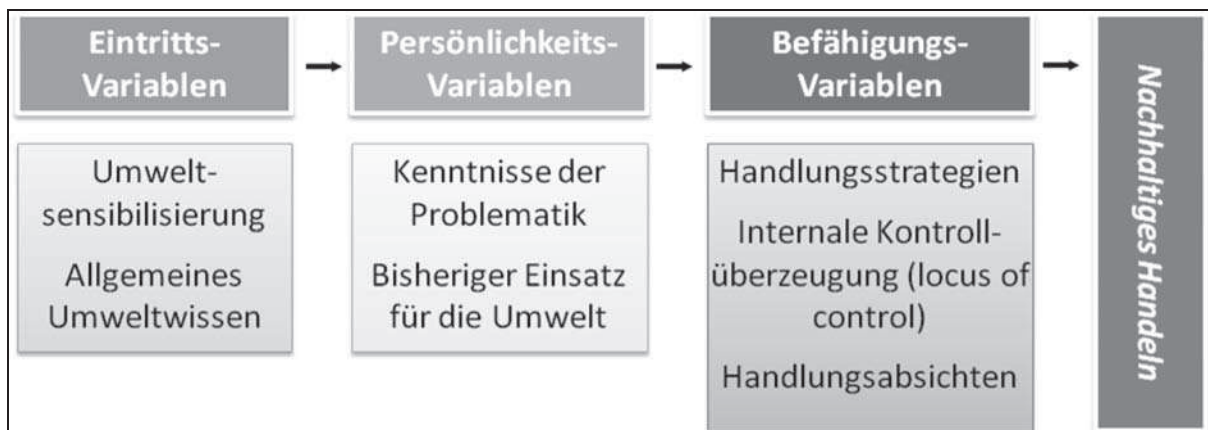 Eintritts-
Variablen
Umwelt-
sensibilisierung
Allgemeines
Umweltwissen
Persönlichkeits-
Variablen
Kenntnisse der
Problematik
Bisheriger Einsatz
für die Umwelt
Befähigungs-
Variablen
Handlungsstrategien
Internale Kontroll-
überzeugung (locus of
control)
Handlungsabsichten
Nachhaltiges Handeln